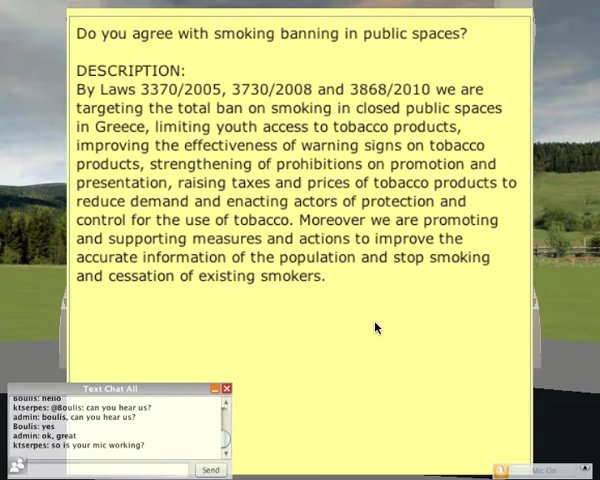 Do you agree with smoking banning in public spaces?
DESCRIPTION:
By Laws 3370/2005, 3730/2008 and 3868/2010 we are
targeting the total ban on smoking in closed public spaces
in Greece, limiting youth access to tobacco products,
improving the effectiveness of warning signs on tobacco
products, strengthening of prohibitions on promotion and
presentation, raising taxes and prices of tobacco products to
reduce demand and enacting actors of protection and
control for the use of tobacco. Moreover we are promoting
and supporting measures and actions to improve the
accurate information of the population and stop smoking
and cessation of existing smokers.
Text Chat All
Boulis: hello
ktserpes: @Boulis: can you hear us?
admin: boulis, can you hear us?
Boulis: yes
admin: ok, great
ktserpes: so is your mic working?
Send
Mic On